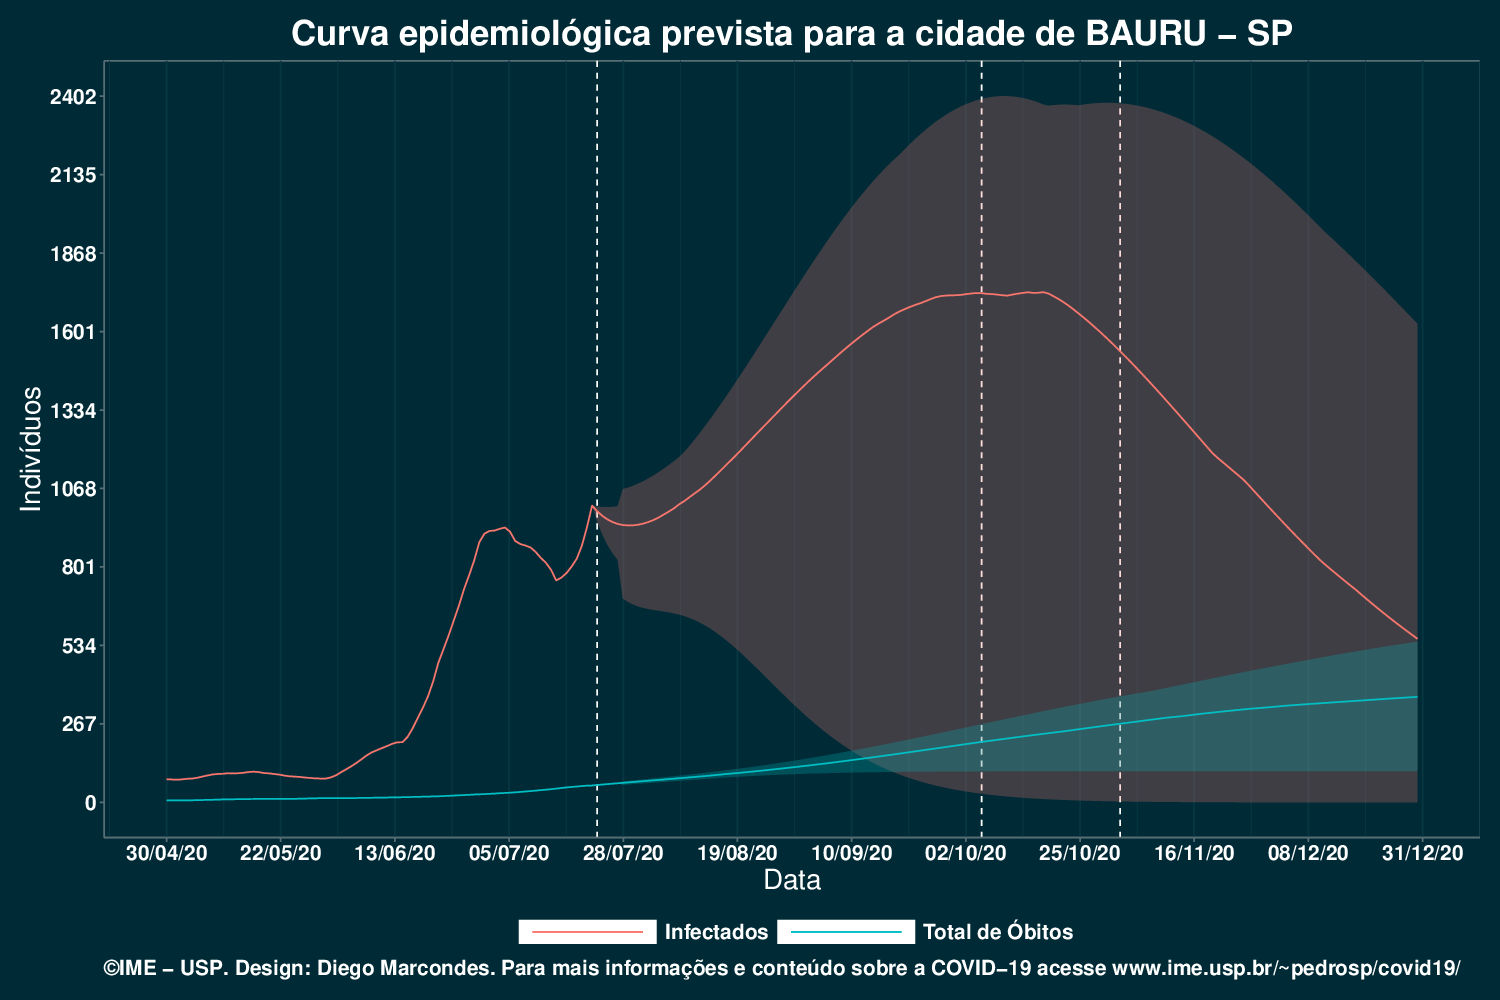 Curva epidemiológica prevista para a cidade de BAURU – SP
2402
2135
1868
1601
1334
1068
801
534
267
0
Indivíduos
30/04/20 22/05/20 13/06/20 05/07/20 28/07/20 19/08/20 10/09/20 02/10/20 25/10/20 16/11/20 08/12/20 31/12/20
Data
Infectados Total de Óbitos
©IME – USP. Design: Diego Marcondes. Para mais informações e conteúdo sobre a COVID–19 acesse www.ime.usp.br/~pedrosp/covid19/